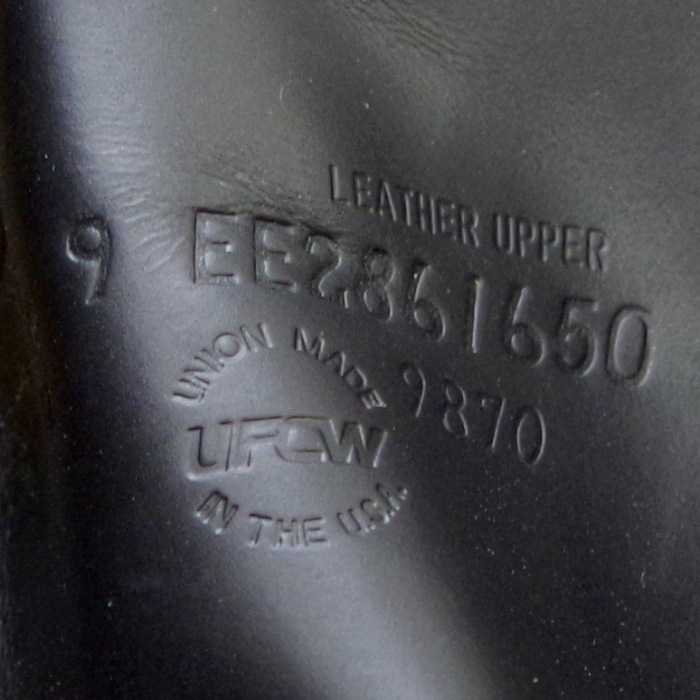 LEATHER UPPER
9 EE2861650
9870
UNION MADE
UFCW
IN THE U.S.A.